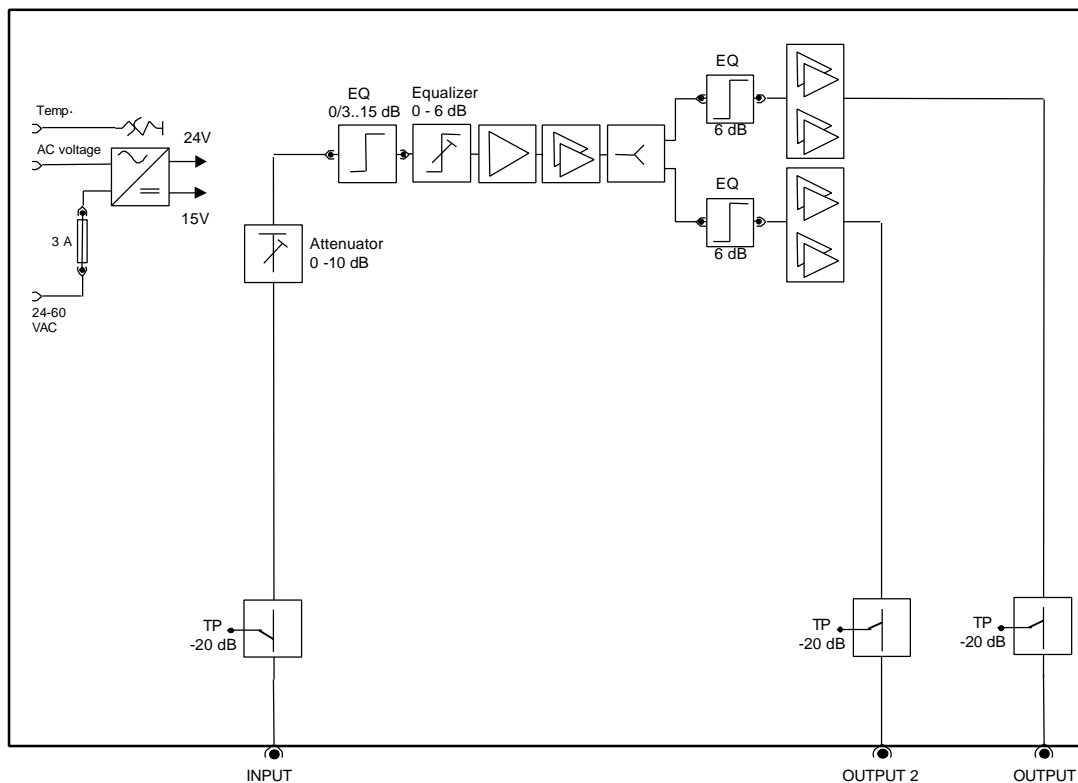 Temp.
AC voltage
24V
15V
3 A
24-60
VAC
EQ
0/3..15 dB
Equalizer
0 - 6 dB
EQ
6 dB
EQ
6 dB
Attenuator
0 -10 dB
TP
-20 dB
TP
-20 dB
TP
-20 dB
INPUT
OUTPUT 2
OUTPUT